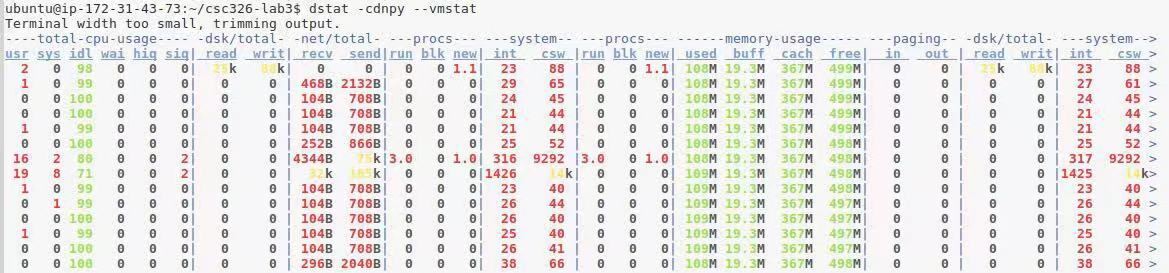 ubuntu@ip-172-31-43-73:~/csc326-lab3$ dstat -cdnpy --vmstat
Terminal width too small, trimming output.
----total-cpu-usage---- -dsk/total- -net/total- ---procs--- ---system-- ---procs--- ------memory-usage----- ---paging-- -dsk/total- ---system-->
usr sys idl wai hiq siq| read writ| recv send|run blk new| int csw |run blk new| used buff cach free| in out | read writ| int csw >
2 0 98 0 0 0| 25k 88k| 0 0 | 0 0 1.1| 23 88 | 0 0 1.1| 108M 19.3M 367M 499M| 0 0 | 25k 88k| 23 88 >
1 0 99 0 0 0| 0 0 | 468B 2132B| 0 0 0| 29 65 | 0 0 0| 108M 19.3M 367M 499M| 0 0 | 0 0 | 27 61 >
0 0 100 0 0 0| 0 0 | 104B 708B| 0 0 0| 24 45 | 0 0 0| 108M 19.3M 367M 499M| 0 0 | 0 0 | 24 45 >
0 0 100 0 0 0| 0 0 | 104B 708B| 0 0 0| 21 44 | 0 0 0| 108M 19.3M 367M 499M| 0 0 | 0 0 | 21 44 >
1 0 99 0 0 0| 0 0 | 104B 708B| 0 0 0| 21 44 | 0 0 0| 108M 19.3M 367M 499M| 0 0 | 0 0 | 21 44 >
0 0 100 0 0 0| 0 0 | 252B 866B| 0 0 0| 25 52 | 0 0 0| 108M 19.3M 367M 499M| 0 0 | 0 0 | 25 52 >
16 2 80 0 0 2| 0 0 | 4344B 75k|3.0 0 1.0| 316 9292 |3.0 0 1.0| 108M 19.3M 367M 498M| 0 0 | 0 0 | 317 9292 >
19 8 71 0 0 2| 0 0 | 32k 165k| 0 0 0|1426 14k| 0 0 0| 109M 19.3M 367M 498M| 0 0 | 0 0 |1425 14k>
1 0 99 0 0 0| 0 0 | 104B 708B| 0 0 0| 23 40 | 0 0 0| 109M 19.3M 367M 498M| 0 0 | 0 0 | 23 40 >
0 1 99 0 0 0| 0 0 | 104B 708B| 0 0 0| 26 44 | 0 0 0| 109M 19.3M 367M 497M| 0 0 | 0 0 | 26 44 >
0 0 100 0 0 0| 0 0 | 104B 708B| 0 0 0| 26 40 | 0 0 0| 109M 19.3M 367M 497M| 0 0 | 0 0 | 26 40 >
1 0 99 0 0 0| 0 0 | 104B 708B| 0 0 0| 25 40 | 0 0 0| 109M 19.3M 367M 497M| 0 0 | 0 0 | 25 40 >
0 0 100 0 0 0| 0 0 | 104B 708B| 0 0 0| 26 41 | 0 0 0| 109M 19.3M 367M 497M| 0 0 | 0 0 | 26 41 >
0 0 100 0 0 0| 0 0 | 296B 2040B| 0 0 0| 38 66 | 0 0 0| 109M 19.3M 367M 497M| 0 0 | 0 0 | 38 66 >